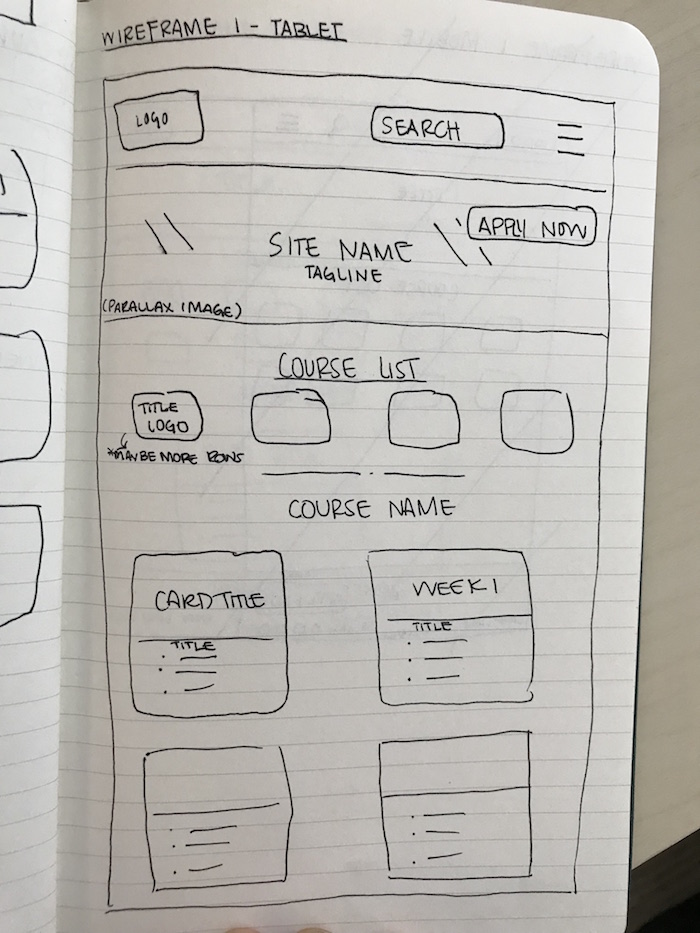 WIREFRAME 1 - TABLET
LOGO
SEARCH
APPLY NOW
SITE NAME
TAGLINE
(PARALLAX IMAGE)
COURSE LIST
TITLE
LOGO
*MAYBE MORE ROWS
COURSE NAME
CARD TITLE
TITLE
WEEK 1
TITLE